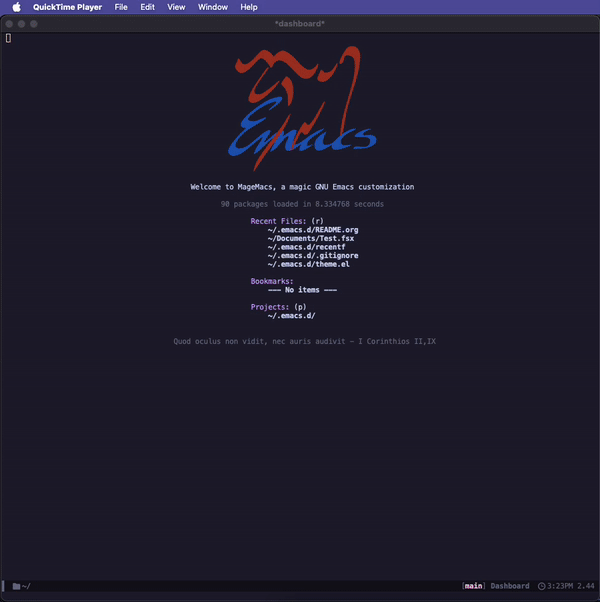 QuickTime Player File Edit View Window Help
*dashboard*
Emacs
Welcome to MageMacs, a magic GNU Emacs customization
90 packages loaded in 8.334768 seconds
Recent Files: (r)
~/.emacs.d/README.org
~/Documents/Test.fsx
~/.emacs.d/recentf
~/.emacs.d/.gitignore
~/.emacs.d/theme.el
Bookmarks:
--- No items ---
Projects: (p)
~/.emacs.d/
Quod oculus non vidit, nec auris audivit - I Corinthios II,IX
~/ [main] Dashboard 3:23PM 2.44